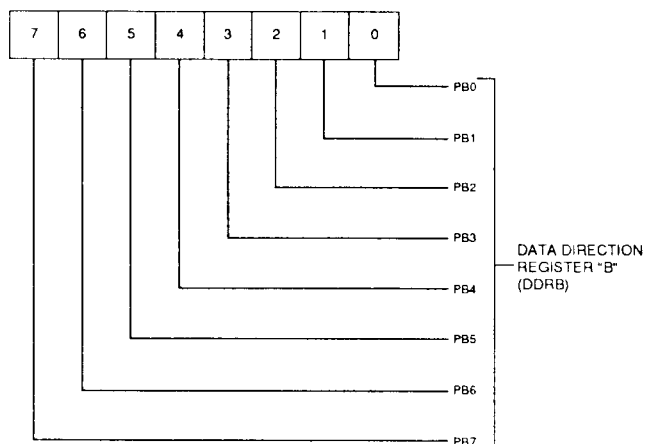 7 6 5 4 3 2 1 0
PB0
PB1
PB2
PB3
DATA DIRECTION
REGISTER "B"
(DDRB)
PB4
PB5
PB6
PB7